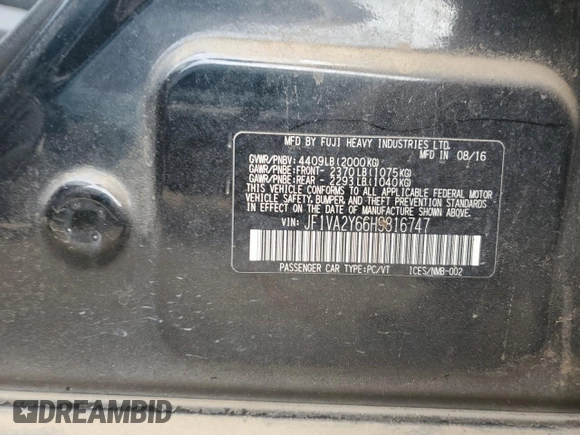 MFD BY FUJI HEAVY INDUSTRIES LTD.
MFD IN 08/16
GVWR/PNBV: 4409LB(2000KG)
GAWR/PNBE:FRONT- 2370LB(1075KG)
GAWR/PNBE:REAR - 2293LB(1040KG)
THIS VEHICLE CONFORMS TO ALL APPLICABLE FEDERAL MOTOR
VEHICLE SAFETY, BUMPER, AND THEFT PREVENTION STANDARDS
IN EFFECT ON THE DATE OF MANUFACTURE SHOWN ABOVE.
VIN: JF1VA2Y66H9816747
PASSENGER CAR TYPE:PC/VT ICES/NMB-002
DREAMBID